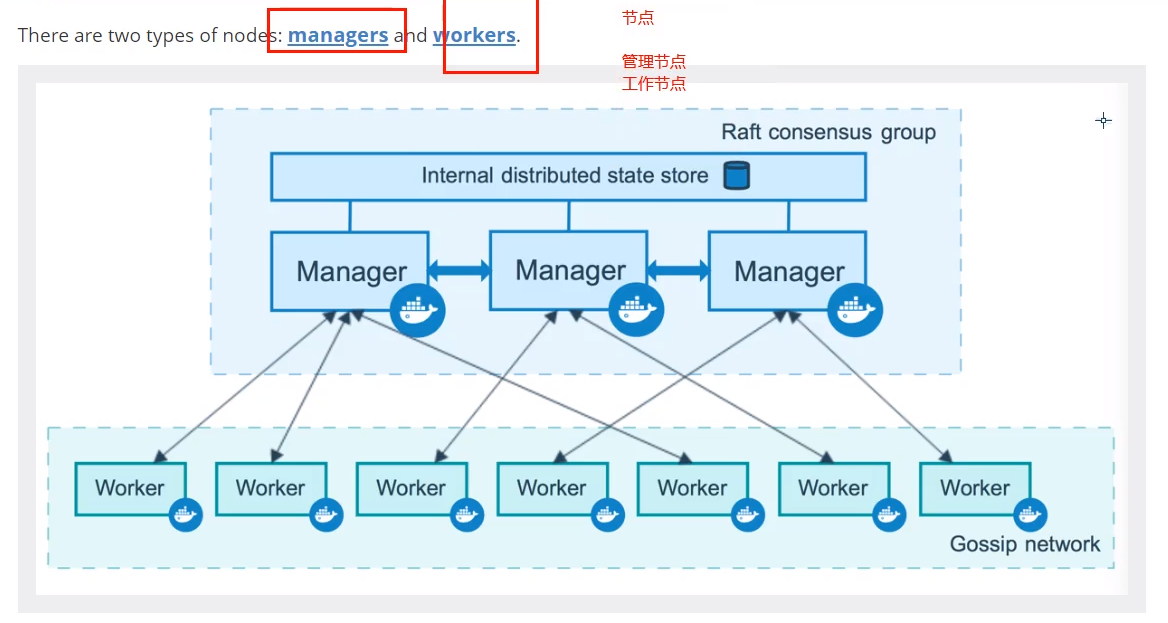 There are two types of nodes: managers and workers.
节点
管理节点
工作节点
Raft consensus group
Internal distributed state store
Manager
Manager
Manager
Worker
Worker
Worker
Worker
Worker
Worker
Worker
Gossip network